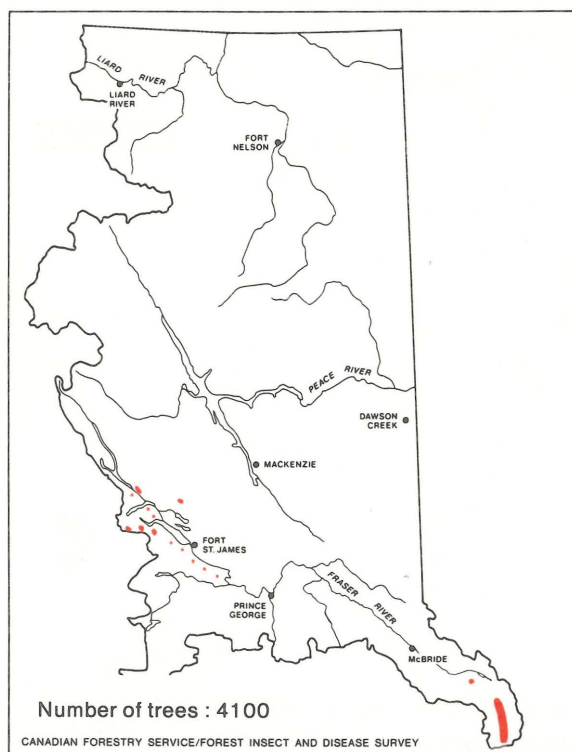 LIARD RIVER
LIARD
RIVER
FORT
NELSON
PEACE RIVER
DAWSON
CREEK
MACKENZIE
FORT
ST. JAMES
PRINCE
GEORGE
FRASER RIVER
McBRIDE
Number of trees : 4100
CANADIAN FORESTRY SERVICE/FOREST INSECT AND DISEASE SURVEY